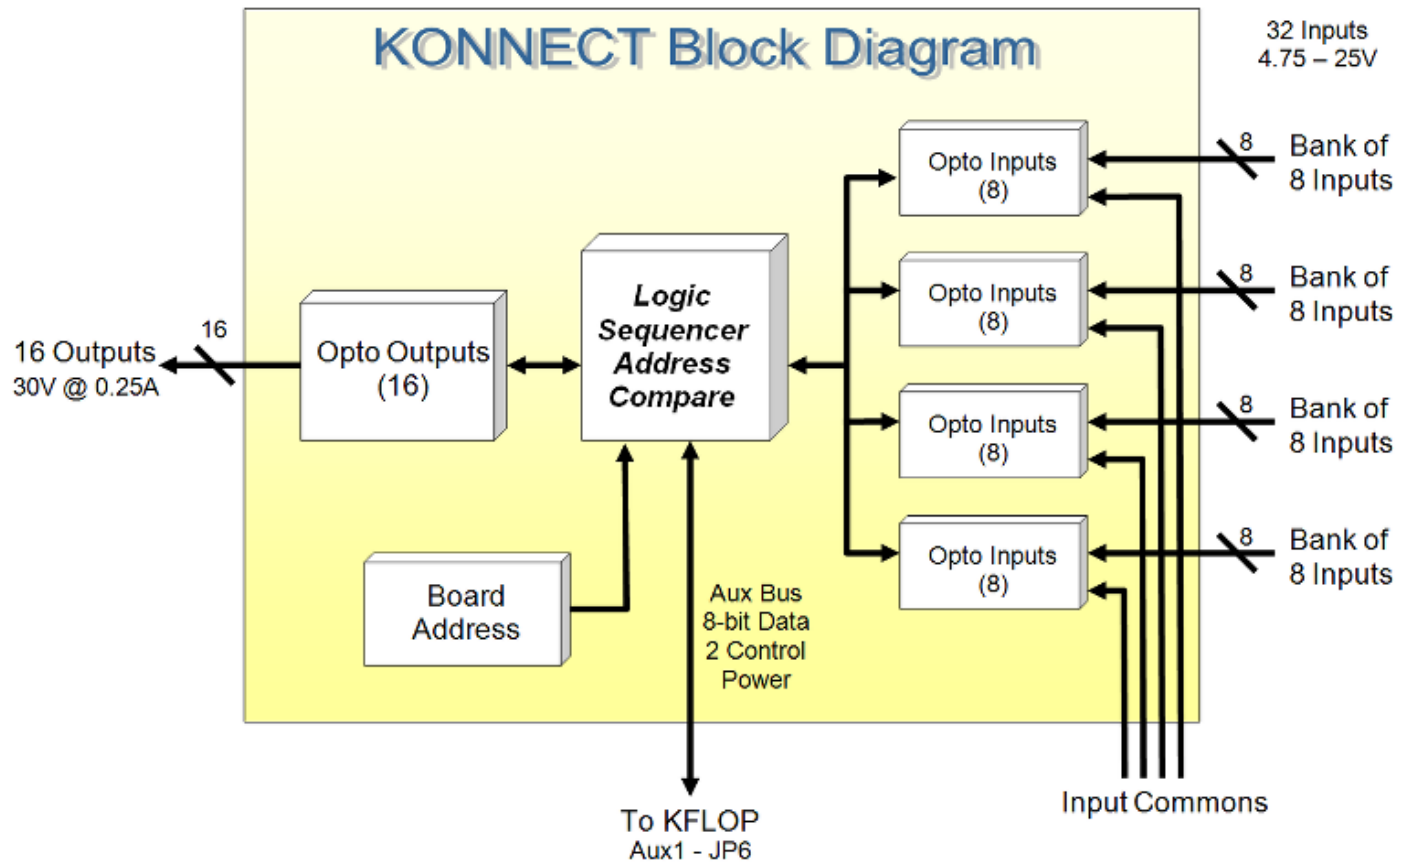 KONNECT Block Diagram
32 Inputs
4.75 – 25V
Opto Inputs
(8)
8
Bank of
8 Inputs
Opto Inputs
(8)
8
Bank of
8 Inputs
Logic
Sequencer
Address
Compare
16
16 Outputs
30V @ 0.25A
Opto Outputs
(16)
Opto Inputs
(8)
8
Bank of
8 Inputs
Opto Inputs
(8)
8
Bank of
8 Inputs
Board
Address
Aux Bus
8-bit Data
2 Control
Power
Input Commons
To KFLOP
Aux1 - JP6